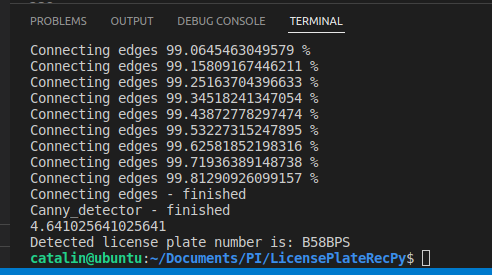 PROBLEMS OUTPUT DEBUG CONSOLE TERMINAL
Connecting edges 99.0645463049579 %
Connecting edges 99.15809167446211 %
Connecting edges 99.25163704396633 %
Connecting edges 99.34518241347054 %
Connecting edges 99.43872778297474 %
Connecting edges 99.53227315247895 %
Connecting edges 99.62581852198316 %
Connecting edges 99.71936389148738 %
Connecting edges 99.81290926099157 %
Connecting edges - finished
Canny_detector - finished
4.641025641025641
Detected license plate number is: B58BPS
catalin@ubuntu:~/Documents/PI/LicensePlateRecPy$